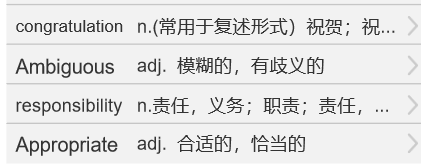 congratulation n.(常用于复述形式）祝贺；祝...
Ambiguous adj. 模糊的，有歧义的
responsibility n.责任，义务；职责；责任，...
Appropriate adj. 合适的，恰当的